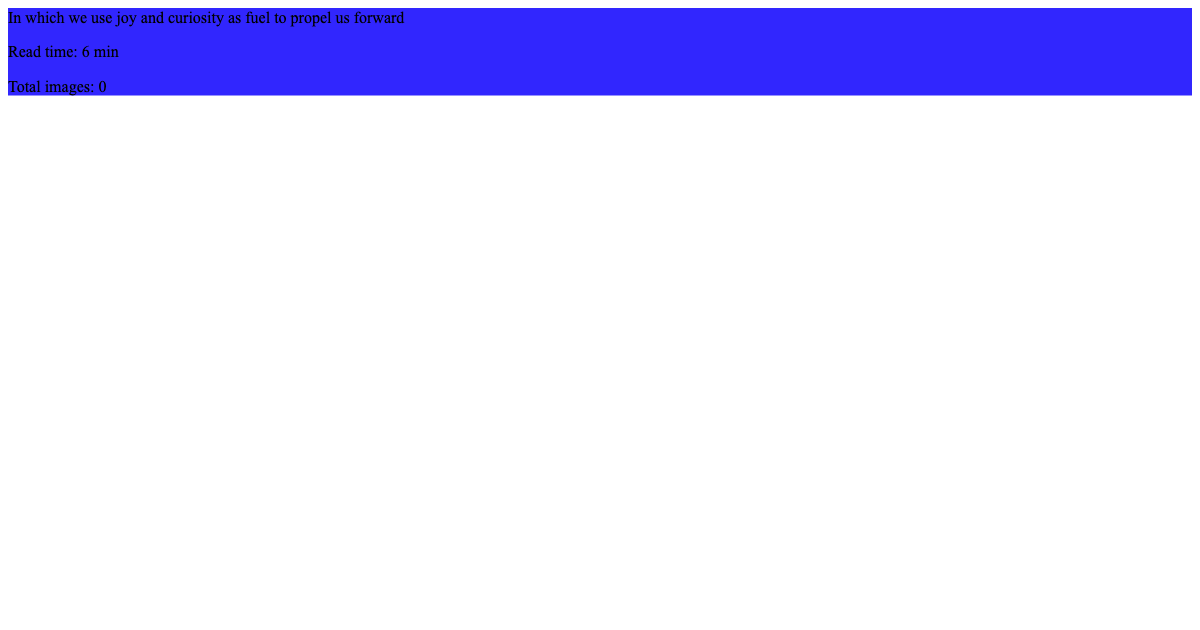 In which we use joy and curiosity as fuel to propel us forward
Read time: 6 min
Total images: 0